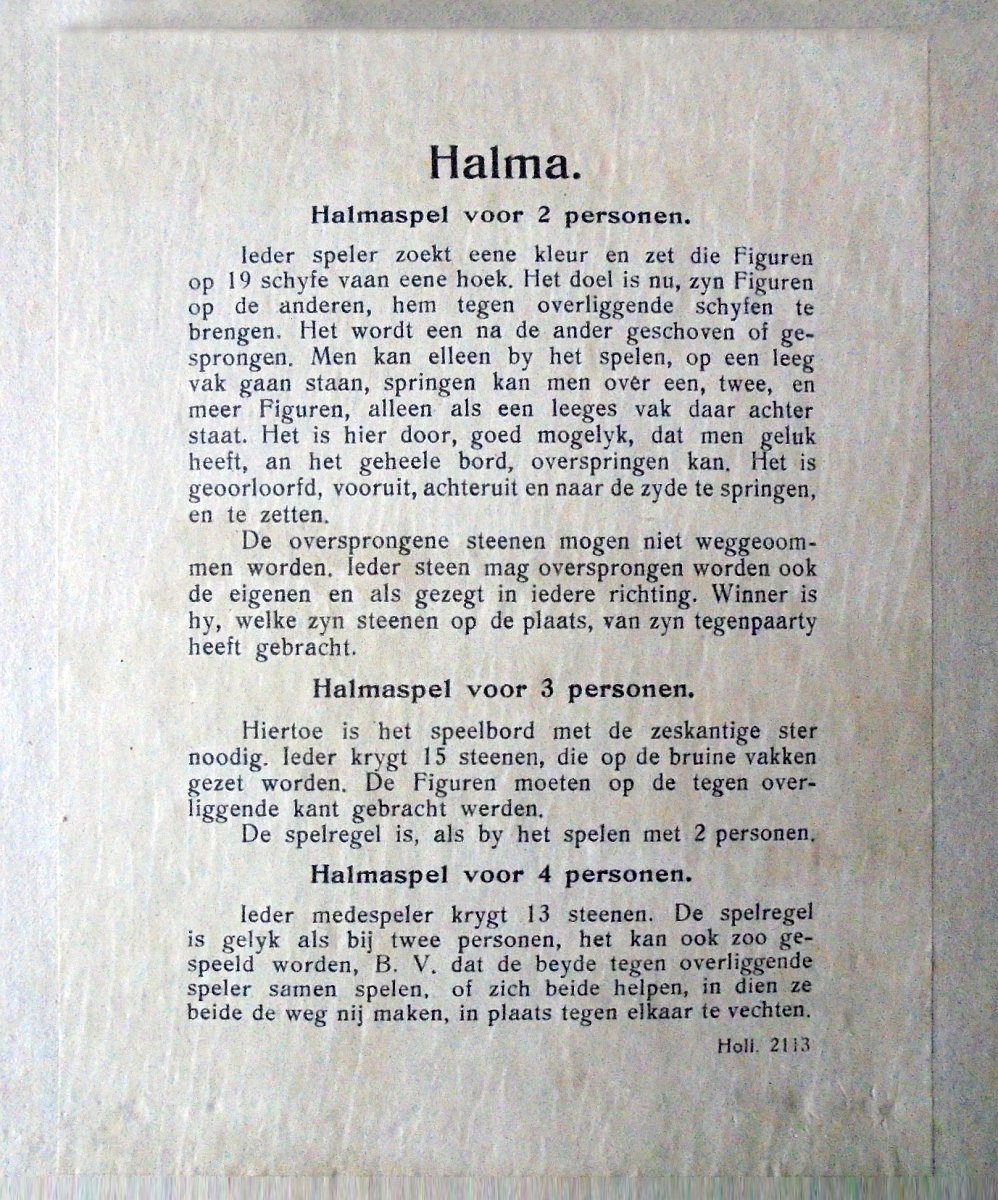 Halma.
Halmaspel voor 2 personen.
Ieder speler zoekt eene kleur en zet die Figuren
op 19 schyfe vaan eene hoek. Het doel is nu, zyn Figuren
op de anderen, hem tegen overliggende schyfen te
brengen. Het wordt een na de ander geschoven of ge-
sprongen. Men kan elleen by het spelen, op een leeg
vak gaan staan, springen kan men over een, twee, en
meer Figuren, alleen als een leeges vak daar achter
staat. Het is hier door, goed mogelyk, dat men geluk
heeft, an het geheele bord, overspringen kan. Het is
geoorloorfd, vooruit, achteruit en naar de zyde te springen,
en te zetten.
De oversprongene steenen mogen niet weggeoom-
men worden. Ieder steen mag oversprongen worden ook
de eigenen en als gezegt in iedere richting. Winner is
hy, welke zyn steenen op de plaats, van zyn tegenpaarty
heeft gebracht.
Halmaspel voor 3 personen.
Hiertoe is het speelbord met de zeskantige ster
noodig. Ieder krygt 15 steenen, die op de bruine vakken
gezet worden. De Figuren moeten op de tegen over-
liggende kant gebracht werden.
De spelregel is, als by het spelen met 2 personen.
Halmaspel voor 4 personen.
Ieder medespeler krygt 13 steenen. De spelregel
is gelyk als bij twee personen, het kan ook zoo ge-
speeld worden, B. V. dat de beyde tegen overliggende
speler samen spelen, of zich beide helpen, in dien ze
beide de weg nij maken, in plaats tegen elkaar te vechten.
Holl. 2113